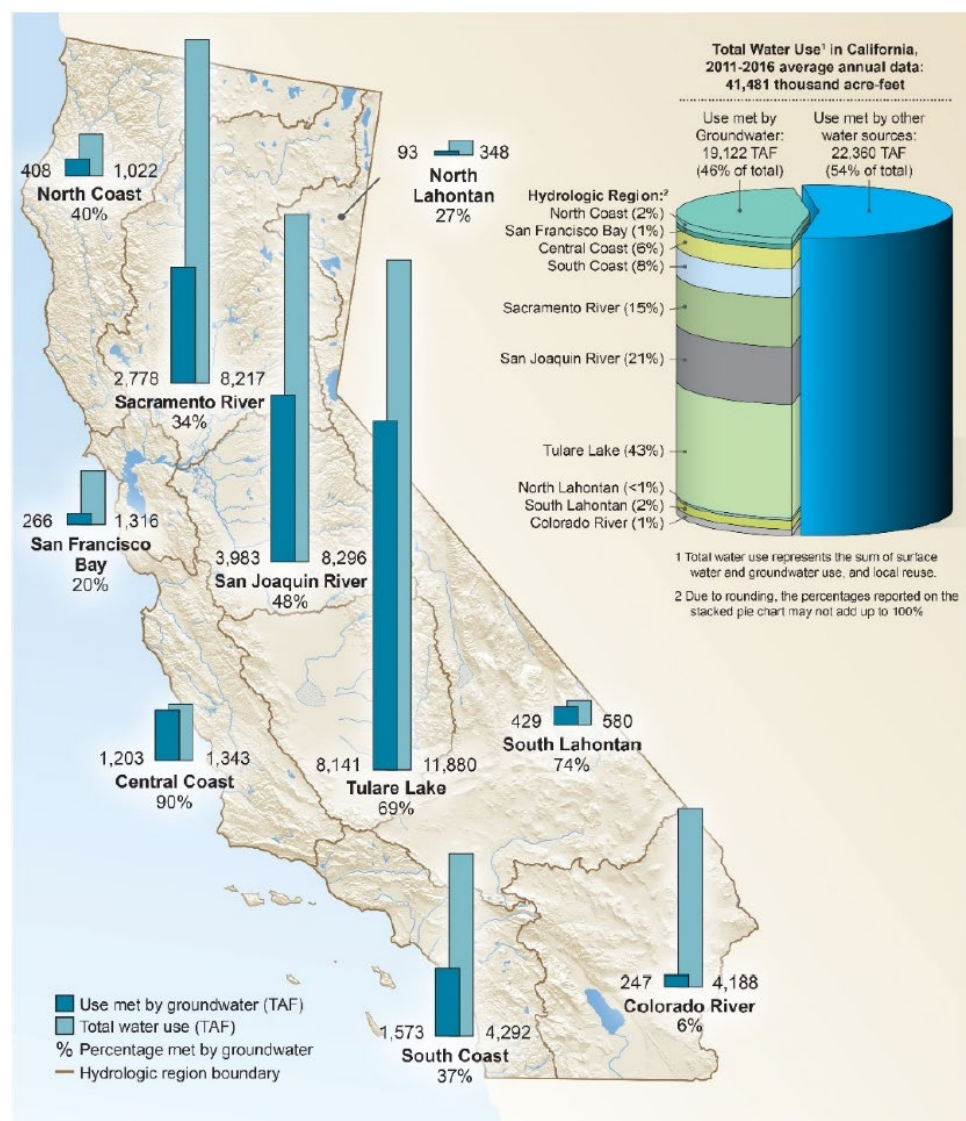 Total Water Use¹ in California,
2011-2016 average annual data:
41,481 thousand acre-feet
Use met by
Groundwater:
19,122 TAF
(46% of total)
Use met by other
water sources:
22,360 TAF
(54% of total)
Hydrologic Region:²
North Coast (2%)
San Francisco Bay (1%)
Central Coast (6%)
South Coast (8%)
Sacramento River (15%)
San Joaquin River (21%)
Tulare Lake (43%)
North Lahontan (<1%)
South Lahontan (2%)
Colorado River (1%)
1 Total water use represents the sum of surface
water and groundwater use, and local reuse.
2 Due to rounding, the percentages reported on the
stacked pie chart may not add up to 100%
408 1,022
North Coast
40%
93 348
North
Lahontan
27%
2,778 8,217
Sacramento River
34%
266 1,316
San Francisco
Bay
20%
3,983 8,296
San Joaquin River
48%
1,203 1,343
Central Coast
90%
8,141 11,880
Tulare Lake
69%
429 580
South Lahontan
74%
247 4,188
Colorado River
6%
1,573 4,292
South Coast
37%
Use met by groundwater (TAF)
Total water use (TAF)
% Percentage met by groundwater
Hydrologic region boundary